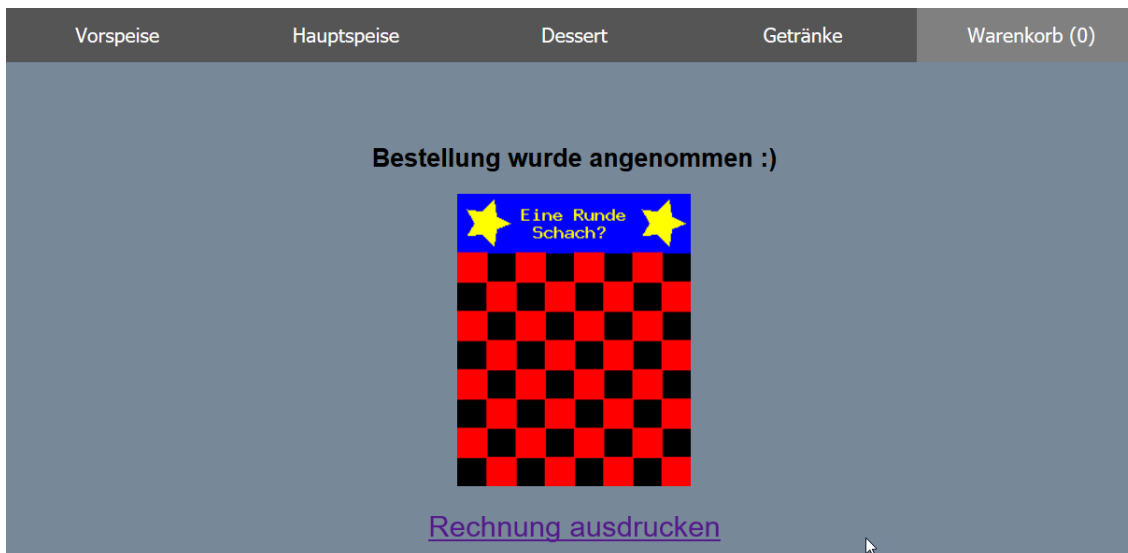 Vorspeise Hauptspeise Dessert Getränke Warenkorb (0)
Bestellung wurde angenommen :)
Eine Runde
Schach?
Rechnung ausdrucken